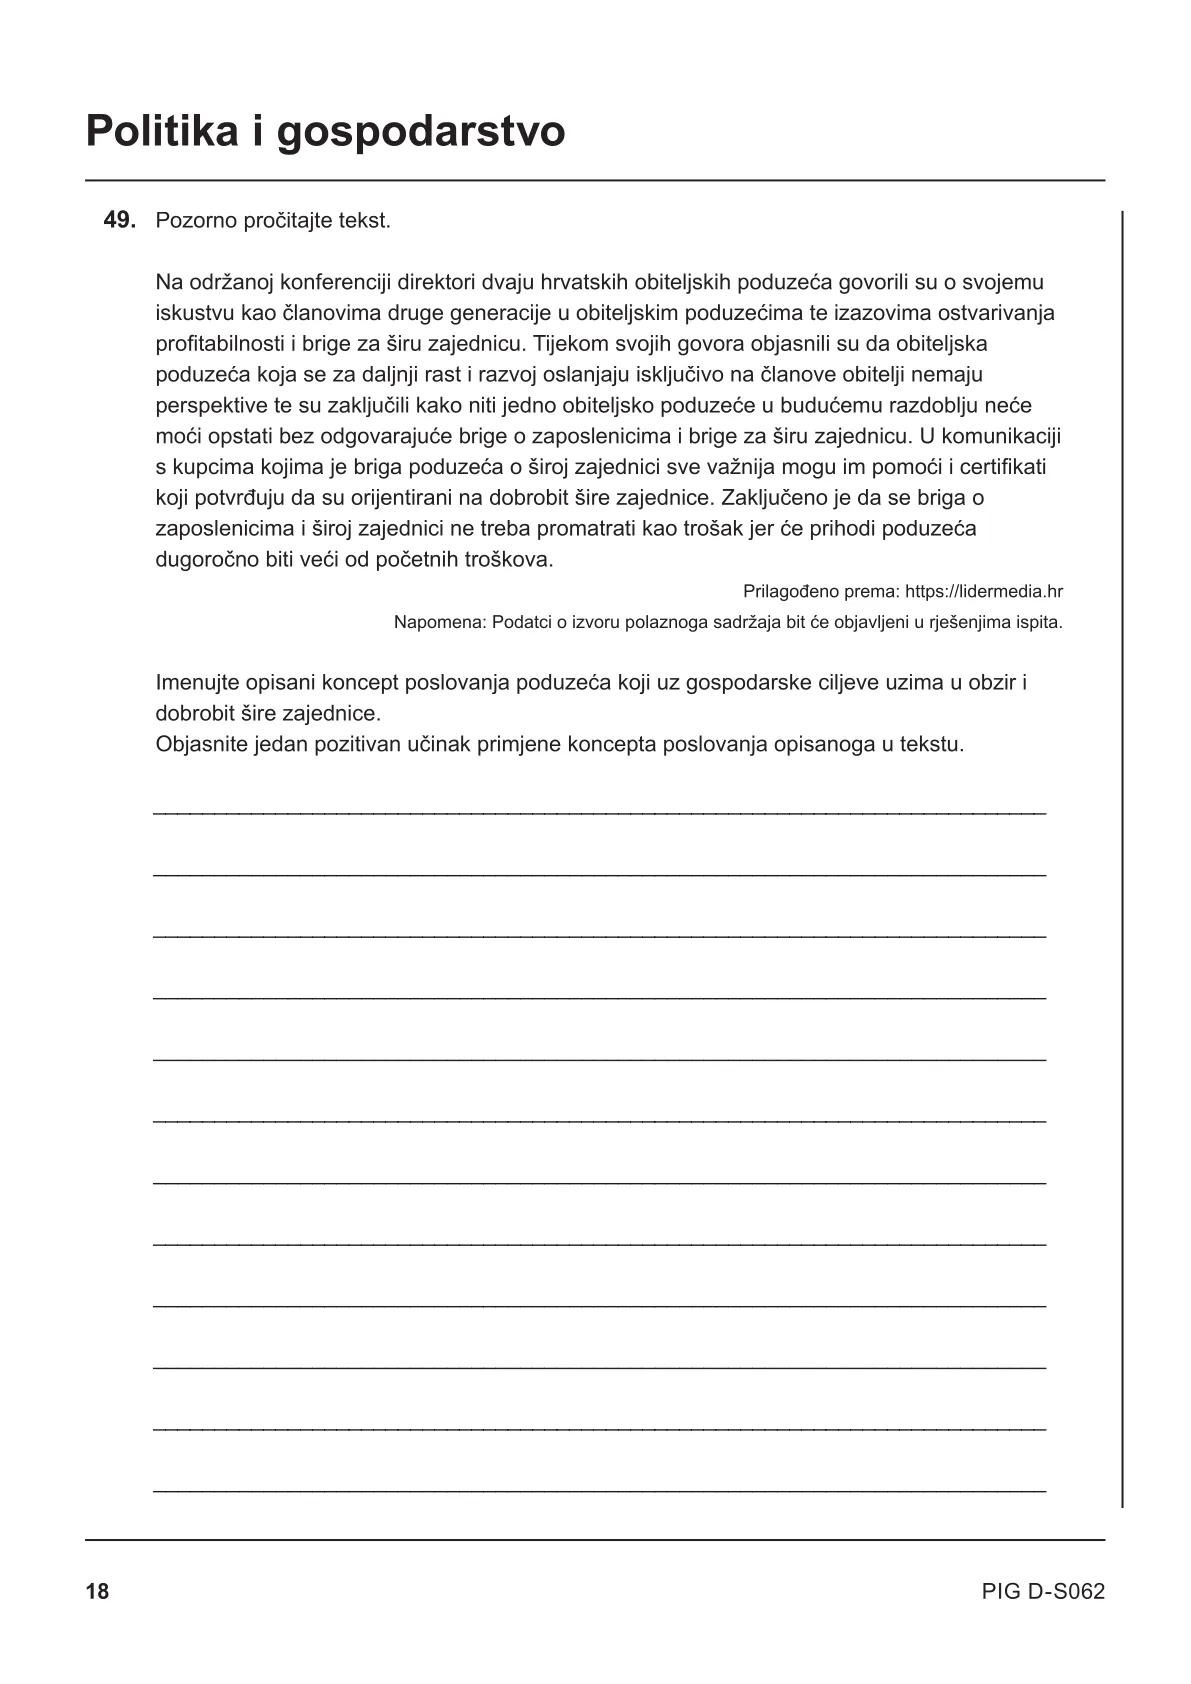 Politika i gospodarstvo
49. Pozorno pročitajte tekst.
Na održanoj konferenciji direktori dvaju hrvatskih obiteljskih poduzeća govorili su o svojemu
iskustvu kao članovima druge generacije u obiteljskim poduzećima te izazovima ostvarivanja
profitabilnosti i brige za širu zajednicu. Tijekom svojih govora objasnili su da obiteljska
poduzeća koja se za daljnji rast i razvoj oslanjaju isključivo na članove obitelji nemaju
perspektive te su zaključili kako niti jedno obiteljsko poduzeće u budućemu razdoblju neće
moći opstati bez odgovarajuće brige o zaposlenicima i brige za širu zajednicu. U komunikaciji
s kupcima kojima je briga poduzeća o široj zajednici sve važnija mogu im pomoći i certifikati
koji potvrđuju da su orijentirani na dobrobit šire zajednice. Zaključeno je da se briga o
zaposlenicima i široj zajednici ne treba promatrati kao trošak jer će prihodi poduzeća
dugoročno biti veći od početnih troškova.
Prilagođeno prema: https://lidermedia.hr
Napomena: Podatci o izvoru polaznoga sadržaja bit će objavljeni u rješenjima ispita.
Imenujte opisani koncept poslovanja poduzeća koji uz gospodarske ciljeve uzima u obzir i
dobrobit šire zajednice.
Objasnite jedan pozitivan učinak primjene koncepta poslovanja opisanoga u tekstu.
18
PIG D-S062